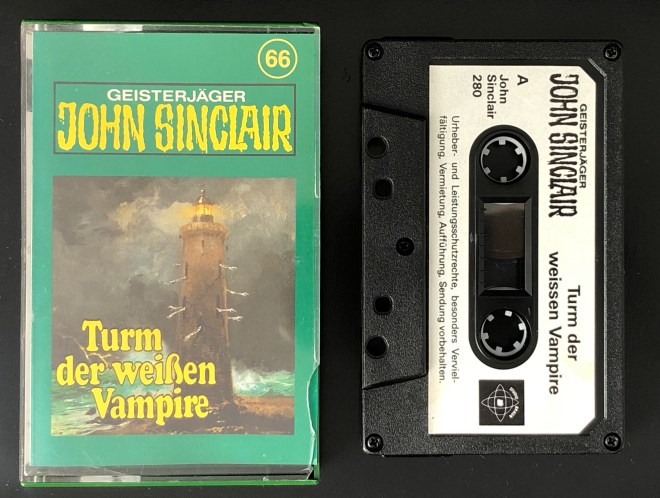 66
GEISTERJÄGER
JOHN SINCLAIR
Turm
der weißen
Vampire
GEISTERJÄGER
JOHN SINCLAIR
Turm der
weissen Vampire
A
John
Sinclair
280
Urheber- und Leistungsschutzrechte, besonders Verviel-
fältigung, Vermietung, Aufführung, Sendung vorbehalten.